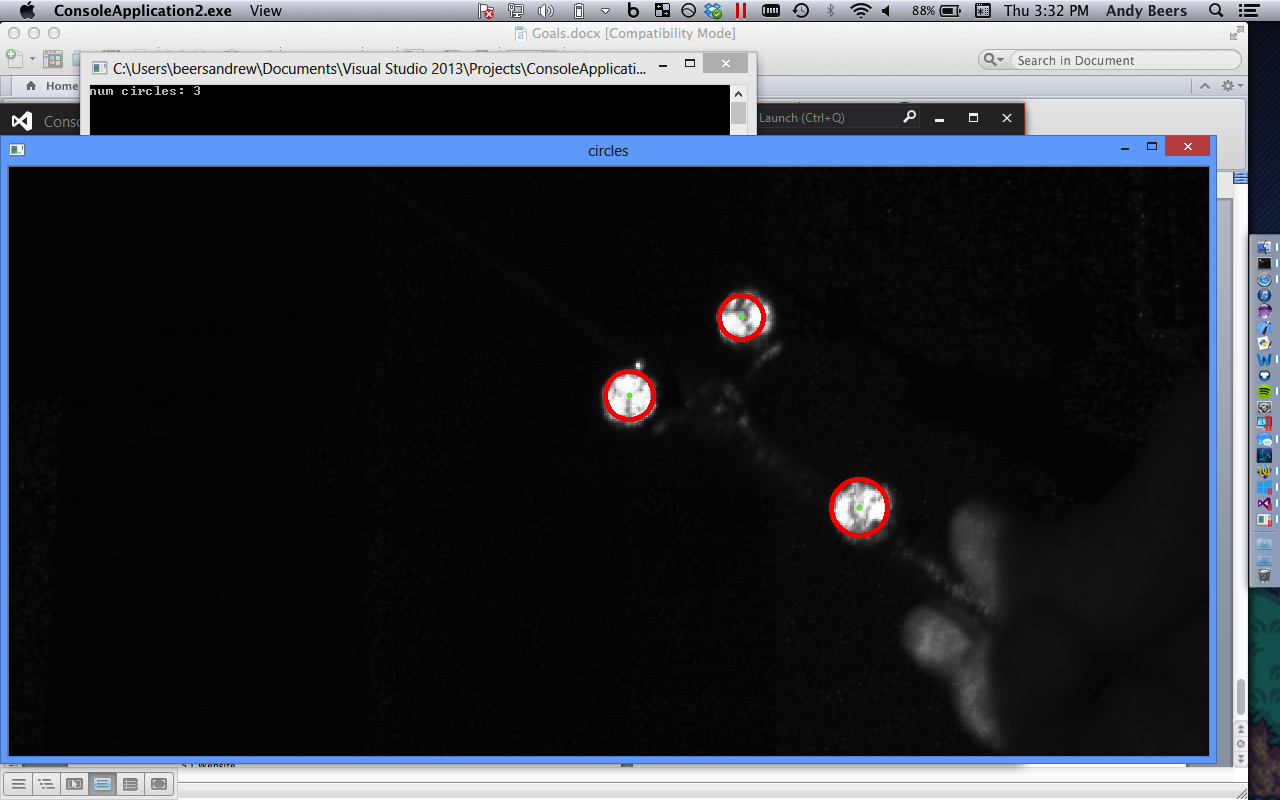 ConsoleApplication2.exe View 88% Thu 3:32 PM Andy Beers
Goals.docx [Compatibility Mode]
Search in Document
Home
C:\Users\beersandrew\Documents\Visual Studio 2013\Projects\ConsoleApplicati...
num circles: 3
Conso
Launch (Ctrl+Q)
circles